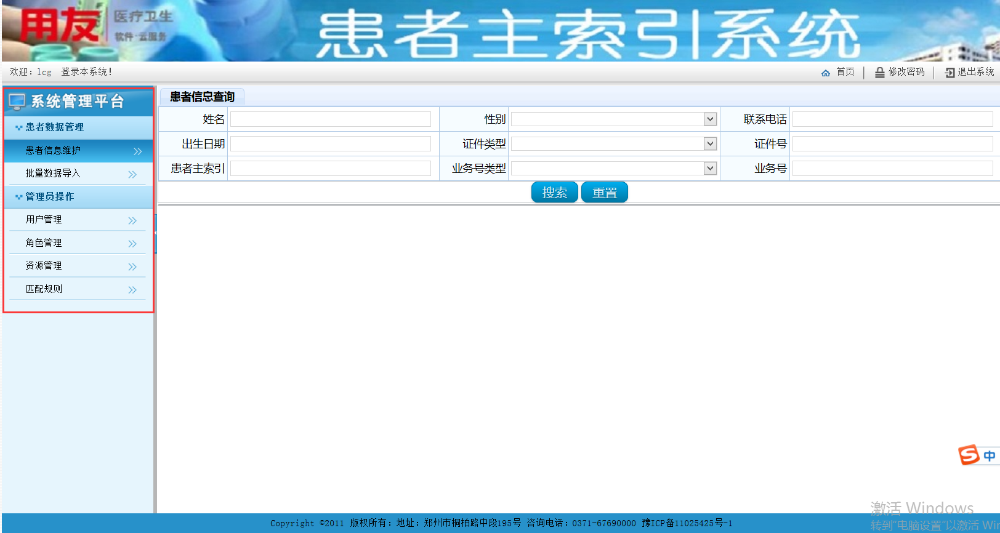 用友 医疗卫生
软件·云服务
患者主索引系统
欢迎：lcg 登录本系统！
首页 | 修改密码 | 退出系统
系统管理平台
患者数据管理
患者信息维护
批量数据导入
管理员操作
用户管理
角色管理
资源管理
匹配规则
患者信息查询
姓名 性别 联系电话
出生日期 证件类型 证件号
患者主索引 业务号类型 业务号
搜索 重置
中
激活 Windows
转到"电脑设置"以激活 Win
Copyright ©2011 版权所有：地址：郑州市桐柏路中段195号 咨询电话：0371-67690000 豫ICP备11025425号-1